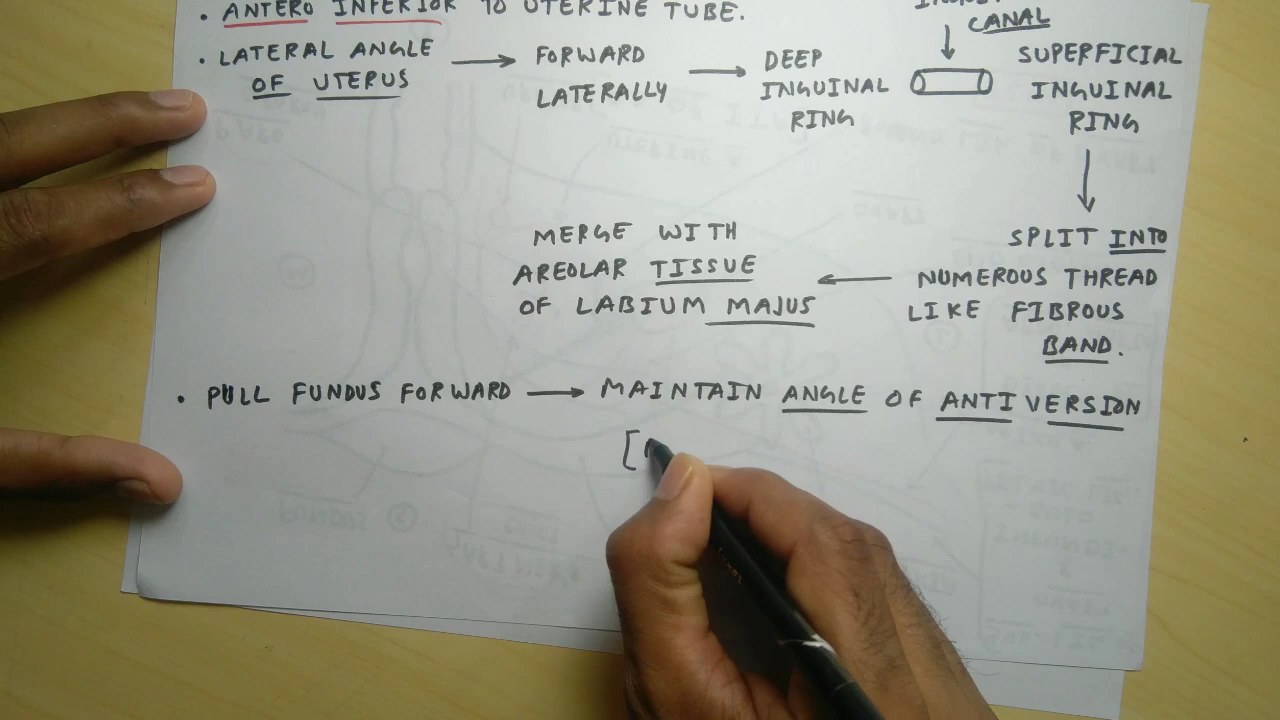 • ANTERO INFERIOR TO UTERINE TUBE.
CANAL
• LATERAL ANGLE OF UTERUS → FORWARD LATERALLY → DEEP INGUINAL RING
SUPERFICIAL INGUINAL RING
SPLIT INTO
NUMEROUS THREAD
LIKE FIBROUS
BAND.
MERGE WITH
AREOLAR TISSUE
OF LABIUM MAJUS
• PULL FUNDUS FORWARD → MAINTAIN ANGLE OF ANTIVERSION
[